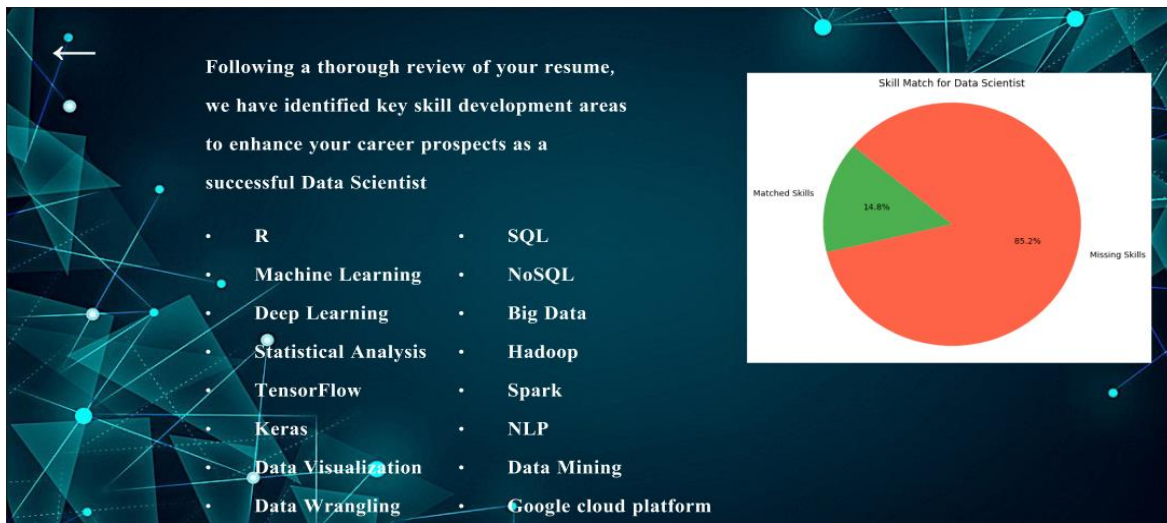 Following a thorough review of your resume,
we have identified key skill development areas
to enhance your career prospects as a
successful Data Scientist
• R
• Machine Learning
• Deep Learning
• Statistical Analysis
• TensorFlow
• Keras
• Data Visualization
• Data Wrangling
• SQL
• NoSQL
• Big Data
• Hadoop
• Spark
• NLP
• Data Mining
• Google cloud platform
Skill Match for Data Scientist
Matched Skills
14.8%
85.2%
Missing Skills